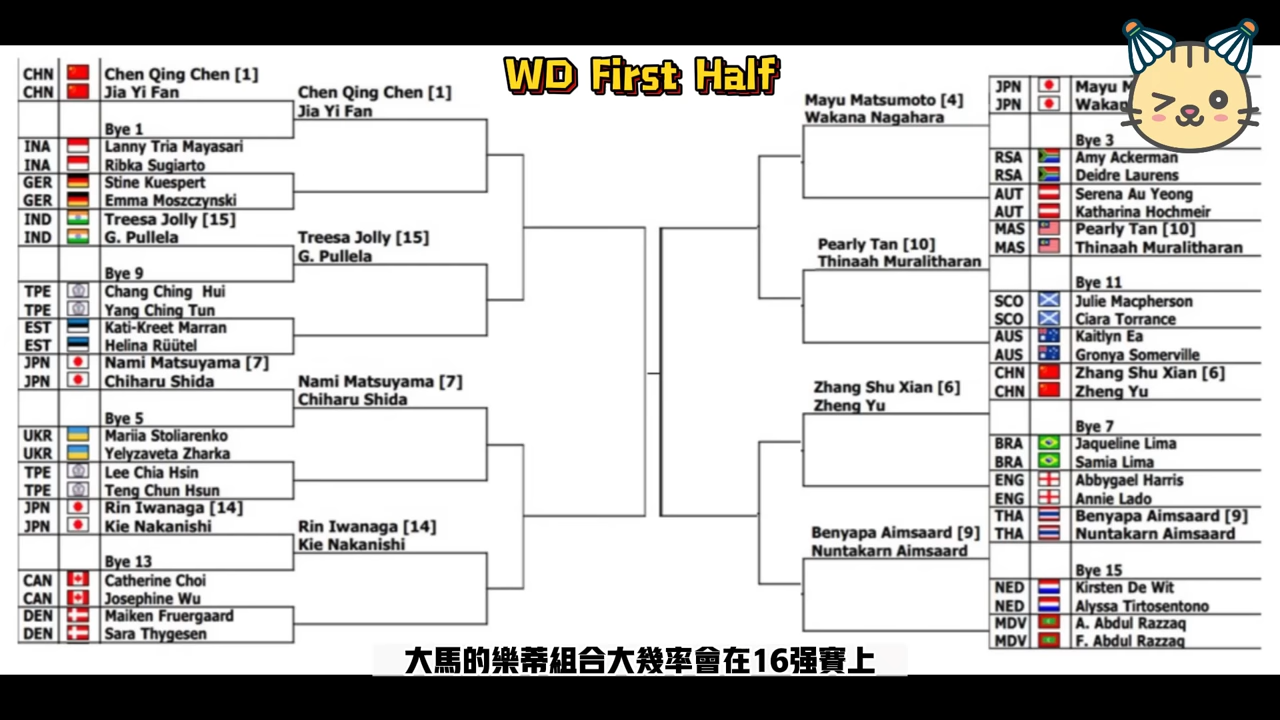 WD First Half
CHN Chen Qing Chen [1]
CHN Jia Yi Fan
Bye 1
INA Lanny Tria Mayasari
INA Ribka Sugiarto
GER Stine Kuespert
GER Emma Moszczynski
IND Treesa Jolly [15]
IND G. Pullela
Bye 9
TPE Chang Ching Hui
TPE Yang Ching Tun
EST Kati-Kreet Marran
EST Helina Rüütel
JPN Nami Matsuyama [7]
JPN Chiharu Shida
Bye 5
UKR Mariia Stoliarenko
UKR Yelyzaveta Zharka
TPE Lee Chia Hsin
TPE Teng Chun Hsun
JPN Rin Iwanaga [14]
JPN Kie Nakanishi
Bye 13
CAN Catherine Choi
CAN Josephine Wu
DEN Maiken Fruergaard
DEN Sara Thygesen
Chen Qing Chen [1]
Jia Yi Fan
Treesa Jolly [15]
G. Pullela
Nami Matsuyama [7]
Chiharu Shida
Rin Iwanaga [14]
Kie Nakanishi
Mayu Matsumoto [4]
Wakana Nagahara
Pearly Tan [10]
Thinaah Muralitharan
Zhang Shu Xian [6]
Zheng Yu
Benyapa Aimsaard [9]
Nuntakarn Aimsaard
JPN Mayu
JPN
Bye 3
RSA Amy Ackerman
RSA Deidre Laurens
AUT Serena Au Yeong
AUT Katharina Hochmeir
MAS Pearly Tan [10]
MAS Thinaah Muralitharan
Bye 11
SCO Julie Macpherson
SCO Ciara Torrance
AUS Kaitlyn Ea
AUS Gronya Somerville
CHN Zhang Shu Xian [6]
CHN Zheng Yu
Bye 7
BRA Jaqueline Lima
BRA Samia Lima
ENG Abbygael Harris
ENG Annie Lado
THA Benyapa Aimsaard [9]
THA Nuntakarn Aimsaard
Bye 15
NED Kirsten De Wit
NED Alyssa Tirtosentono
MDV A. Abdul Razzaq
MDV F. Abdul Razzaq
大馬的樂蒂組合大幾率會在16强賽上